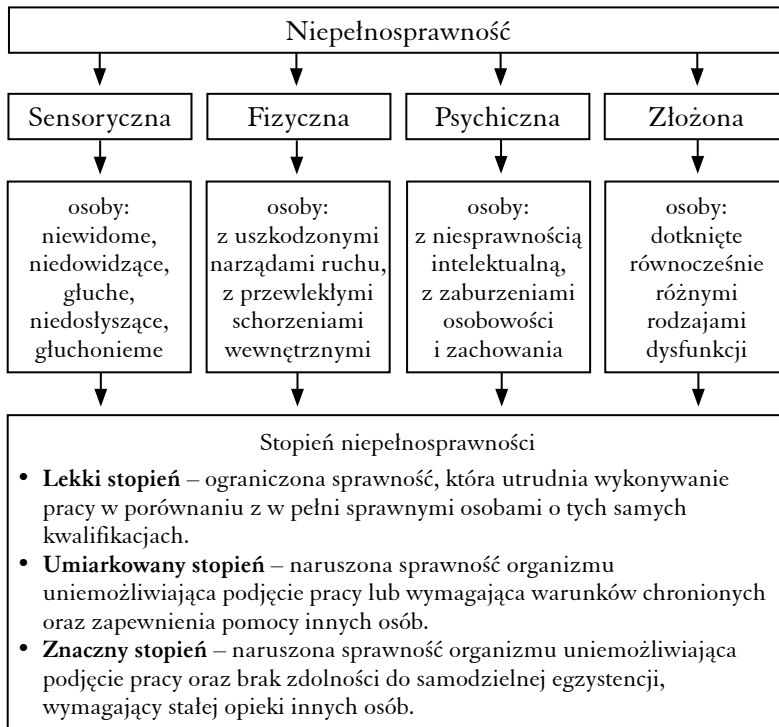 Niepełnosprawność
Sensoryczna
Fizyczna
Psychiczna
Złożona
osoby:
niewidome,
niedowidzące,
głuche,
niedosłyszące,
głuchonieme
osoby:
z uszkodzonymi
narządami ruchu,
z przewlekłymi
schorzeniami
wewnętrznymi
osoby:
z niesprawnością
intelektualną,
z zaburzeniami
osobowości
i zachowania
osoby:
dotknięte
równocześnie
różnymi
rodzajami
dysfunkcji
Stopień niepełnosprawności
• Lekki stopień – ograniczona sprawność, która utrudnia wykonywanie
pracy w porównaniu z w pełni sprawnymi osobami o tych samych
kwalifikacjach.
• Umiarkowany stopień – naruszona sprawność organizmu
uniemożliwiająca podjęcie pracy lub wymagająca warunków chronionych
oraz zapewnienia pomocy innych osób.
• Znaczny stopień – naruszona sprawność organizmu uniemożliwiająca
podjęcie pracy oraz brak zdolności do samodzielnej egzystencji,
wymagający stałej opieki innych osób.